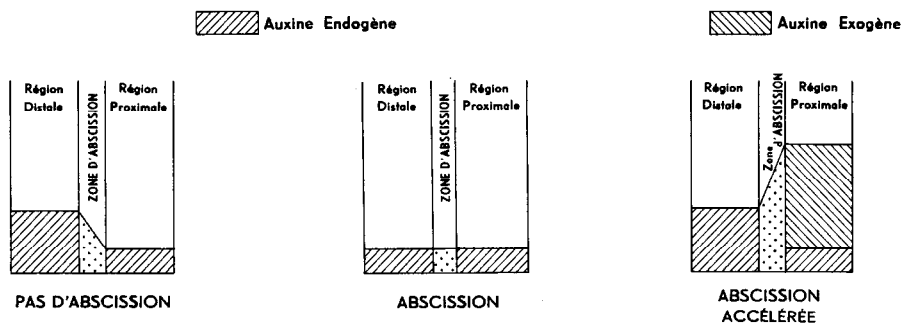 Auxine Endogène
Auxine Exogène
Région
Distale
ZONE D'ABSCISSION
Région
Proximale
Région
Distale
ZONE D'ABSCISSION
Région
Proximale
Région
Distale
Zone d'ABSCISSION
Région
Proximale
PAS D'ABSCISSION
ABSCISSION
ABSCISSION
ACCÉLÉRÉE